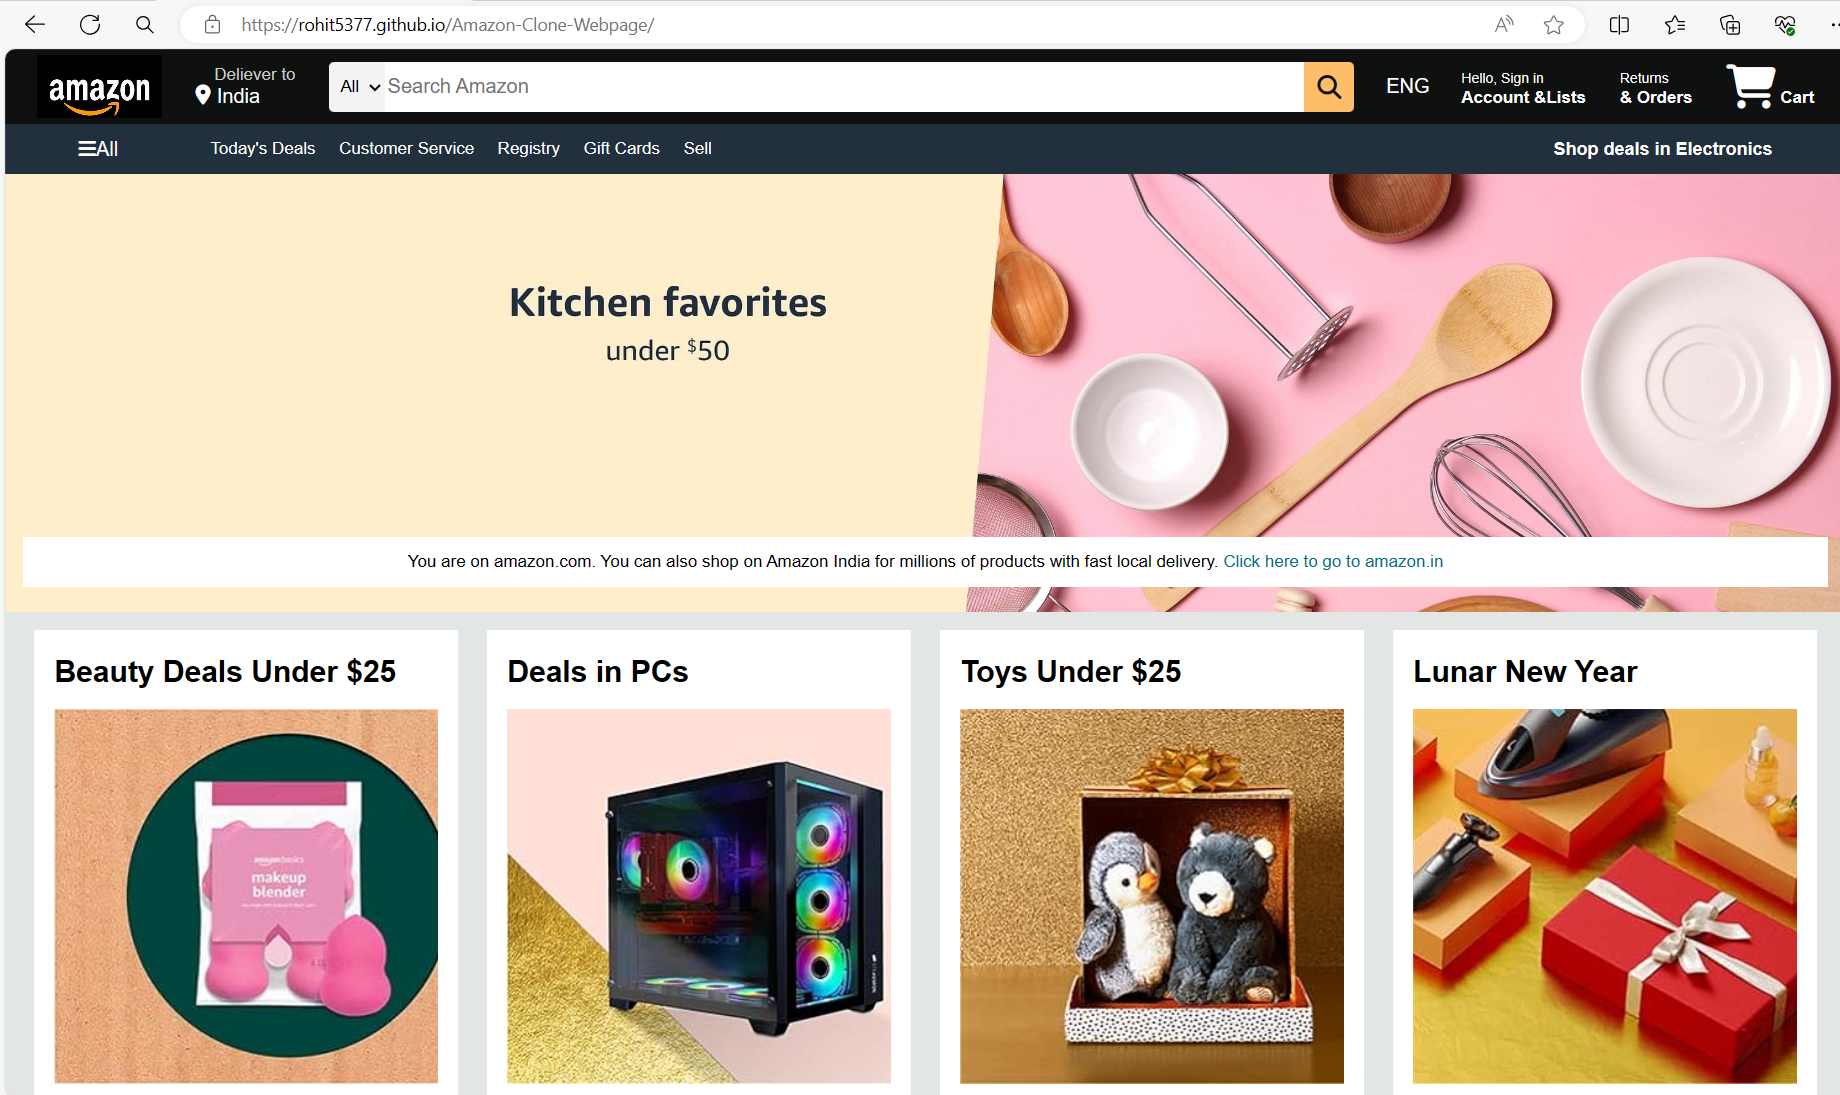 https://rohit5377.github.io/Amazon-Clone-Webpage/
amazon
Deliever to
India
All
Search Amazon
ENG
Hello, Sign in
Account &Lists
Returns
& Orders
Cart
All
Today's Deals
Customer Service
Registry
Gift Cards
Sell
Shop deals in Electronics
Kitchen favorites
under $50
You are on amazon.com. You can also shop on Amazon India for millions of products with fast local delivery. Click here to go to amazon.in
Beauty Deals Under $25
Deals in PCs
Toys Under $25
Lunar New Year
amazon basics
makeup
blender